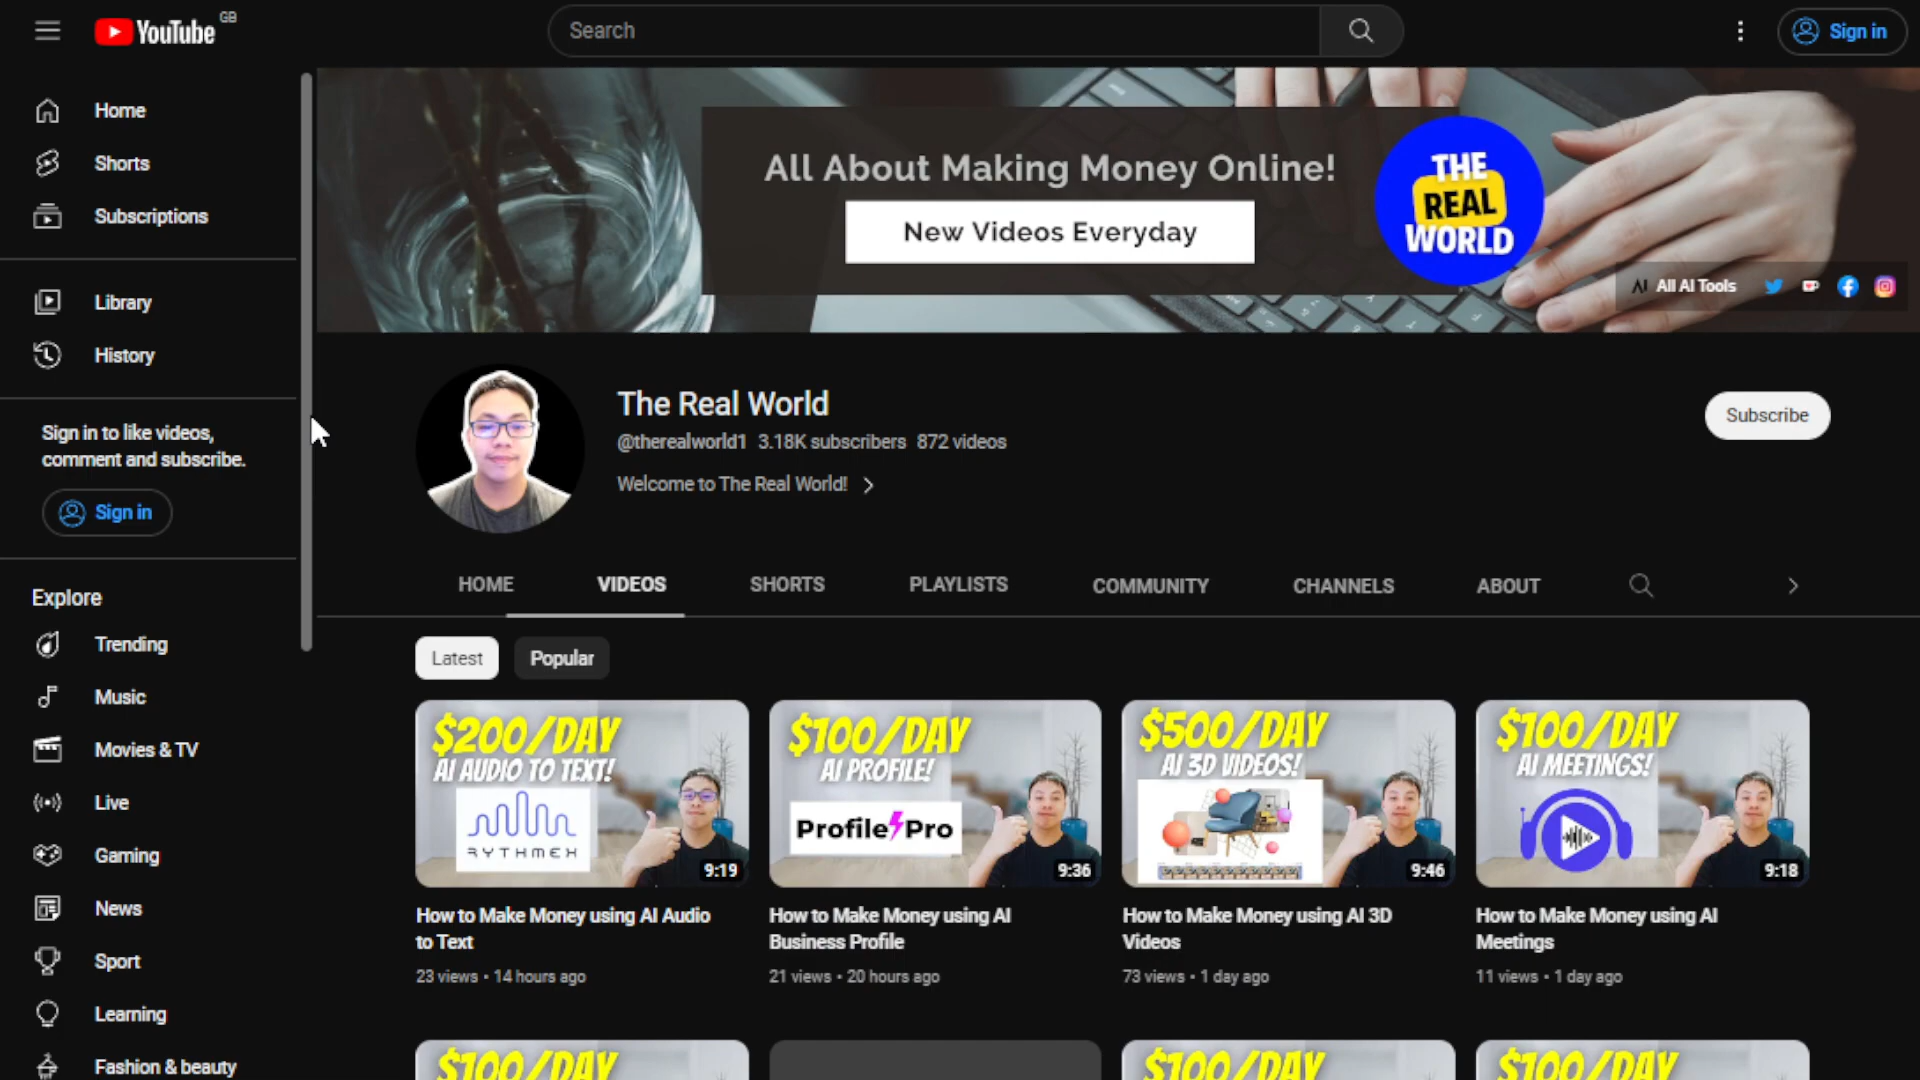 YouTube GB
Search
Sign in
Home
Shorts
Subscriptions
Library
History
Sign in to like videos,
comment and subscribe.
Sign in
Explore
Trending
Music
Movies & TV
Live
Gaming
News
Sport
Learning
Fashion & beauty
All About Making Money Online!
New Videos Everyday
THE
REAL
WORLD
AI All AI Tools
The Real World
@therealworld1 3.18K subscribers 872 videos
Welcome to The Real World!
Subscribe
HOME VIDEOS SHORTS PLAYLISTS COMMUNITY CHANNELS ABOUT
Latest Popular
$200/DAY
AI AUDIO TO TEXT!
RYTHMEX
9:19
How to Make Money using AI Audio
to Text
23 views • 14 hours ago
$100/DAY
AI PROFILE!
Profile Pro
9:36
How to Make Money using AI
Business Profile
21 views • 20 hours ago
$500/DAY
AI 3D VIDEOS!
9:46
How to Make Money using AI 3D
Videos
73 views • 1 day ago
$100/DAY
AI MEETINGS!
9:18
How to Make Money using AI
Meetings
11 views • 1 day ago
$100/DAY
$100/DAY
$100/DAY